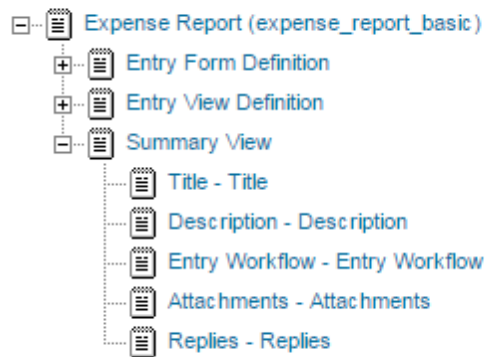 Expense Report (expense_report_basic)
Entry Form Definition
Entry View Definition
Summary View
Title - Title
Description - Description
Entry Workflow - Entry Workflow
Attachments - Attachments
Replies - Replies